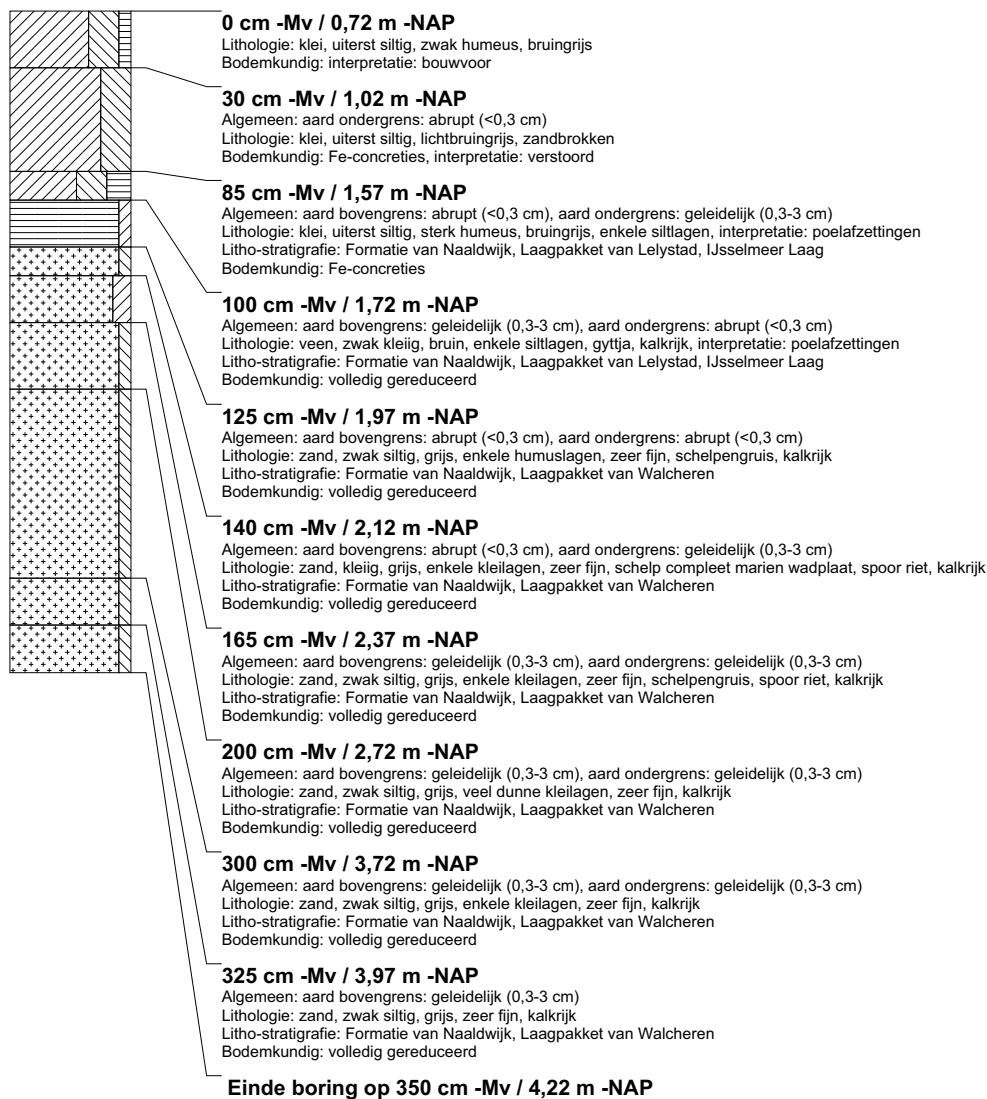 0 cm -Mv / 0,72 m -NAP
Lithologie: klei, uiterst siltig, zwak humeus, bruingrijs
Bodemkundig: interpretatie: bouwvoor
30 cm -Mv / 1,02 m -NAP
Algemeen: aard ondergrens: abrupt (<0,3 cm)
Lithologie: klei, uiterst siltig, lichtbruingrijs, zandbrokken
Bodemkundig: Fe-concreties, interpretatie: verstoord
85 cm -Mv / 1,57 m -NAP
Algemeen: aard bovengrens: abrupt (<0,3 cm), aard ondergrens: geleidelijk (0,3-3 cm)
Lithologie: klei, uiterst siltig, sterk humeus, bruingrijs, enkele siltlagen, interpretatie: poelafzettingen
Litho-stratigrafie: Formatie van Naaldwijk, Laagpakket van Lelystad, IJsselmeer Laag
Bodemkundig: Fe-concreties
100 cm -Mv / 1,72 m -NAP
Algemeen: aard bovengrens: geleidelijk (0,3-3 cm), aard ondergrens: abrupt (<0,3 cm)
Lithologie: veen, zwak kleiig, bruin, enkele siltlagen, gyttja, kalkrijk, interpretatie: poelafzettingen
Litho-stratigrafie: Formatie van Naaldwijk, Laagpakket van Lelystad, IJsselmeer Laag
Bodemkundig: volledig gereduceerd
125 cm -Mv / 1,97 m -NAP
Algemeen: aard bovengrens: abrupt (<0,3 cm), aard ondergrens: abrupt (<0,3 cm)
Lithologie: zand, zwak siltig, grijs, enkele humuslagen, zeer fijn, schelpengruis, kalkrijk
Litho-stratigrafie: Formatie van Naaldwijk, Laagpakket van Walcheren
Bodemkundig: volledig gereduceerd
140 cm -Mv / 2,12 m -NAP
Algemeen: aard bovengrens: abrupt (<0,3 cm), aard ondergrens: geleidelijk (0,3-3 cm)
Lithologie: zand, kleiig, grijs, enkele kleilagen, zeer fijn, schelp compleet marien wadplaat, spoor riet, kalkrijk
Litho-stratigrafie: Formatie van Naaldwijk, Laagpakket van Walcheren
Bodemkundig: volledig gereduceerd
165 cm -Mv / 2,37 m -NAP
Algemeen: aard bovengrens: geleidelijk (0,3-3 cm), aard ondergrens: geleidelijk (0,3-3 cm)
Lithologie: zand, zwak siltig, grijs, enkele kleilagen, zeer fijn, schelpengruis, spoor riet, kalkrijk
Litho-stratigrafie: Formatie van Naaldwijk, Laagpakket van Walcheren
Bodemkundig: volledig gereduceerd
200 cm -Mv / 2,72 m -NAP
Algemeen: aard bovengrens: geleidelijk (0,3-3 cm), aard ondergrens: geleidelijk (0,3-3 cm)
Lithologie: zand, zwak siltig, grijs, veel dunne kleilagen, zeer fijn, kalkrijk
Litho-stratigrafie: Formatie van Naaldwijk, Laagpakket van Walcheren
Bodemkundig: volledig gereduceerd
300 cm -Mv / 3,72 m -NAP
Algemeen: aard bovengrens: geleidelijk (0,3-3 cm), aard ondergrens: geleidelijk (0,3-3 cm)
Lithologie: zand, zwak siltig, grijs, enkele kleilagen, zeer fijn, kalkrijk
Litho-stratigrafie: Formatie van Naaldwijk, Laagpakket van Walcheren
Bodemkundig: volledig gereduceerd
325 cm -Mv / 3,97 m -NAP
Algemeen: aard bovengrens: geleidelijk (0,3-3 cm)
Lithologie: zand, zwak siltig, grijs, zeer fijn, kalkrijk
Litho-stratigrafie: Formatie van Naaldwijk, Laagpakket van Walcheren
Bodemkundig: volledig gereduceerd
Einde boring op 350 cm -Mv / 4,22 m -NAP